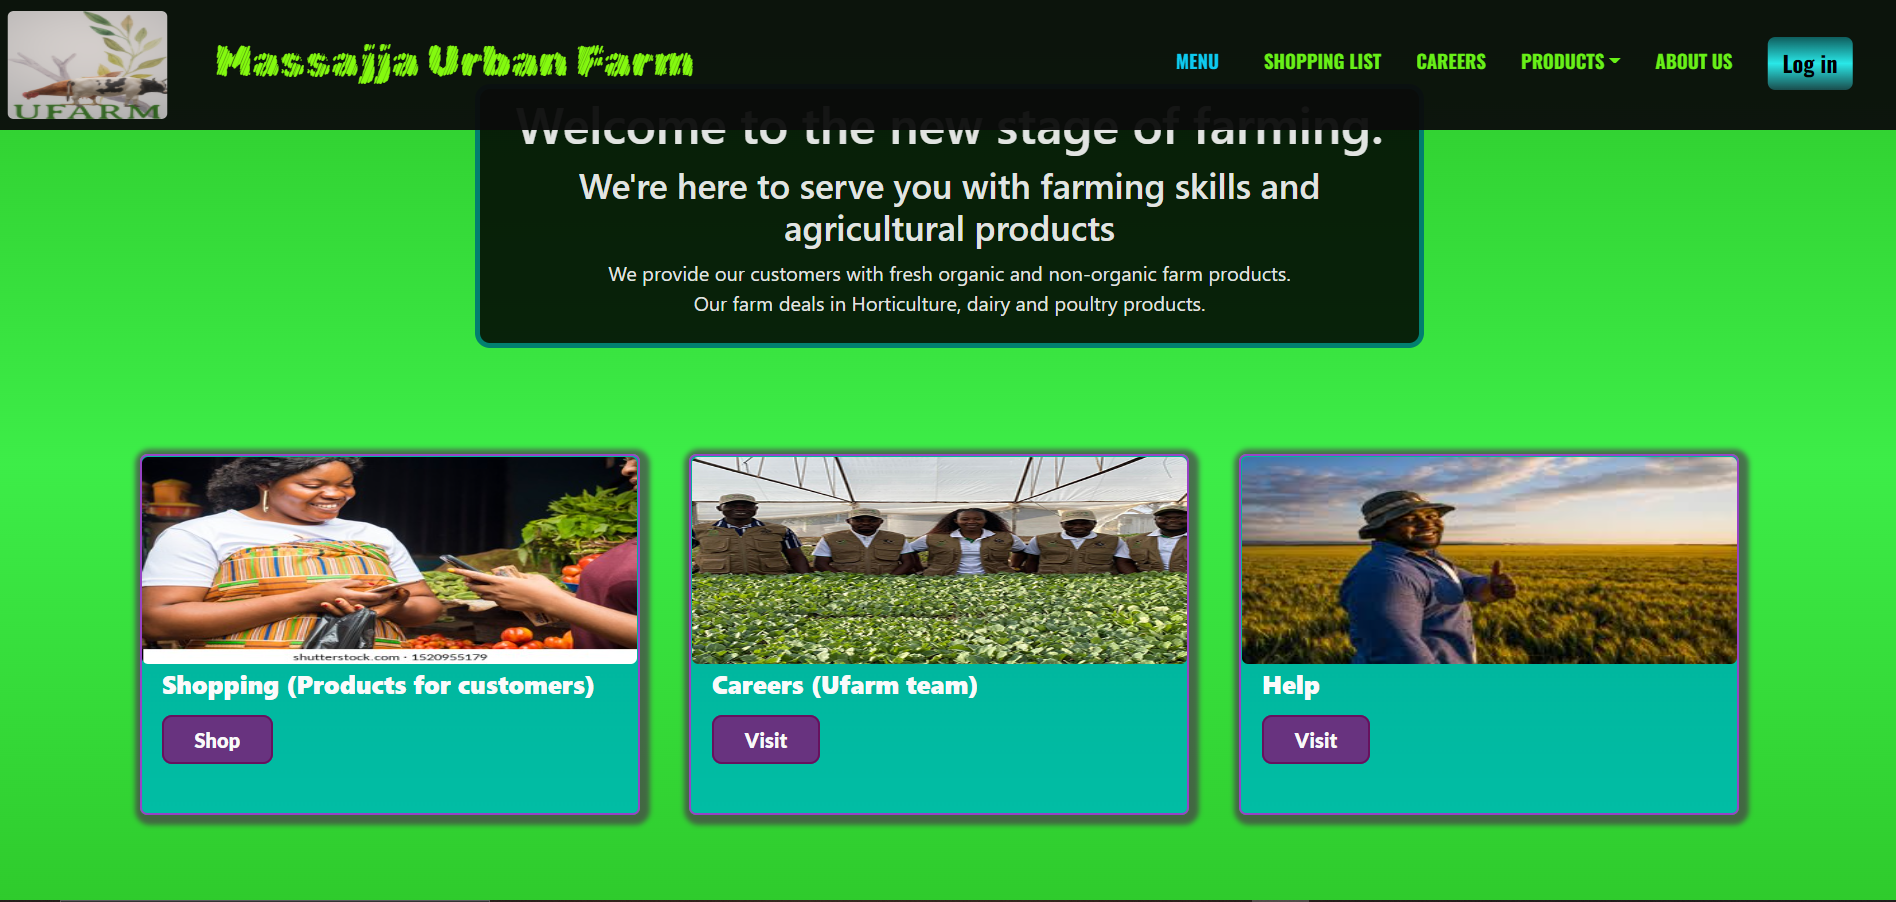 UFARM
Massajja Urban Farm
MENU
SHOPPING LIST
CAREERS
PRODUCTS
ABOUT US
Log in
Welcome to the new stage of farming.
We're here to serve you with farming skills and
agricultural products
We provide our customers with fresh organic and non-organic farm products.
Our farm deals in Horticulture, dairy and poultry products.
shutterstock.com · 1520955179
Shopping (Products for customers)
Shop
Careers (Ufarm team)
Visit
Help
Visit